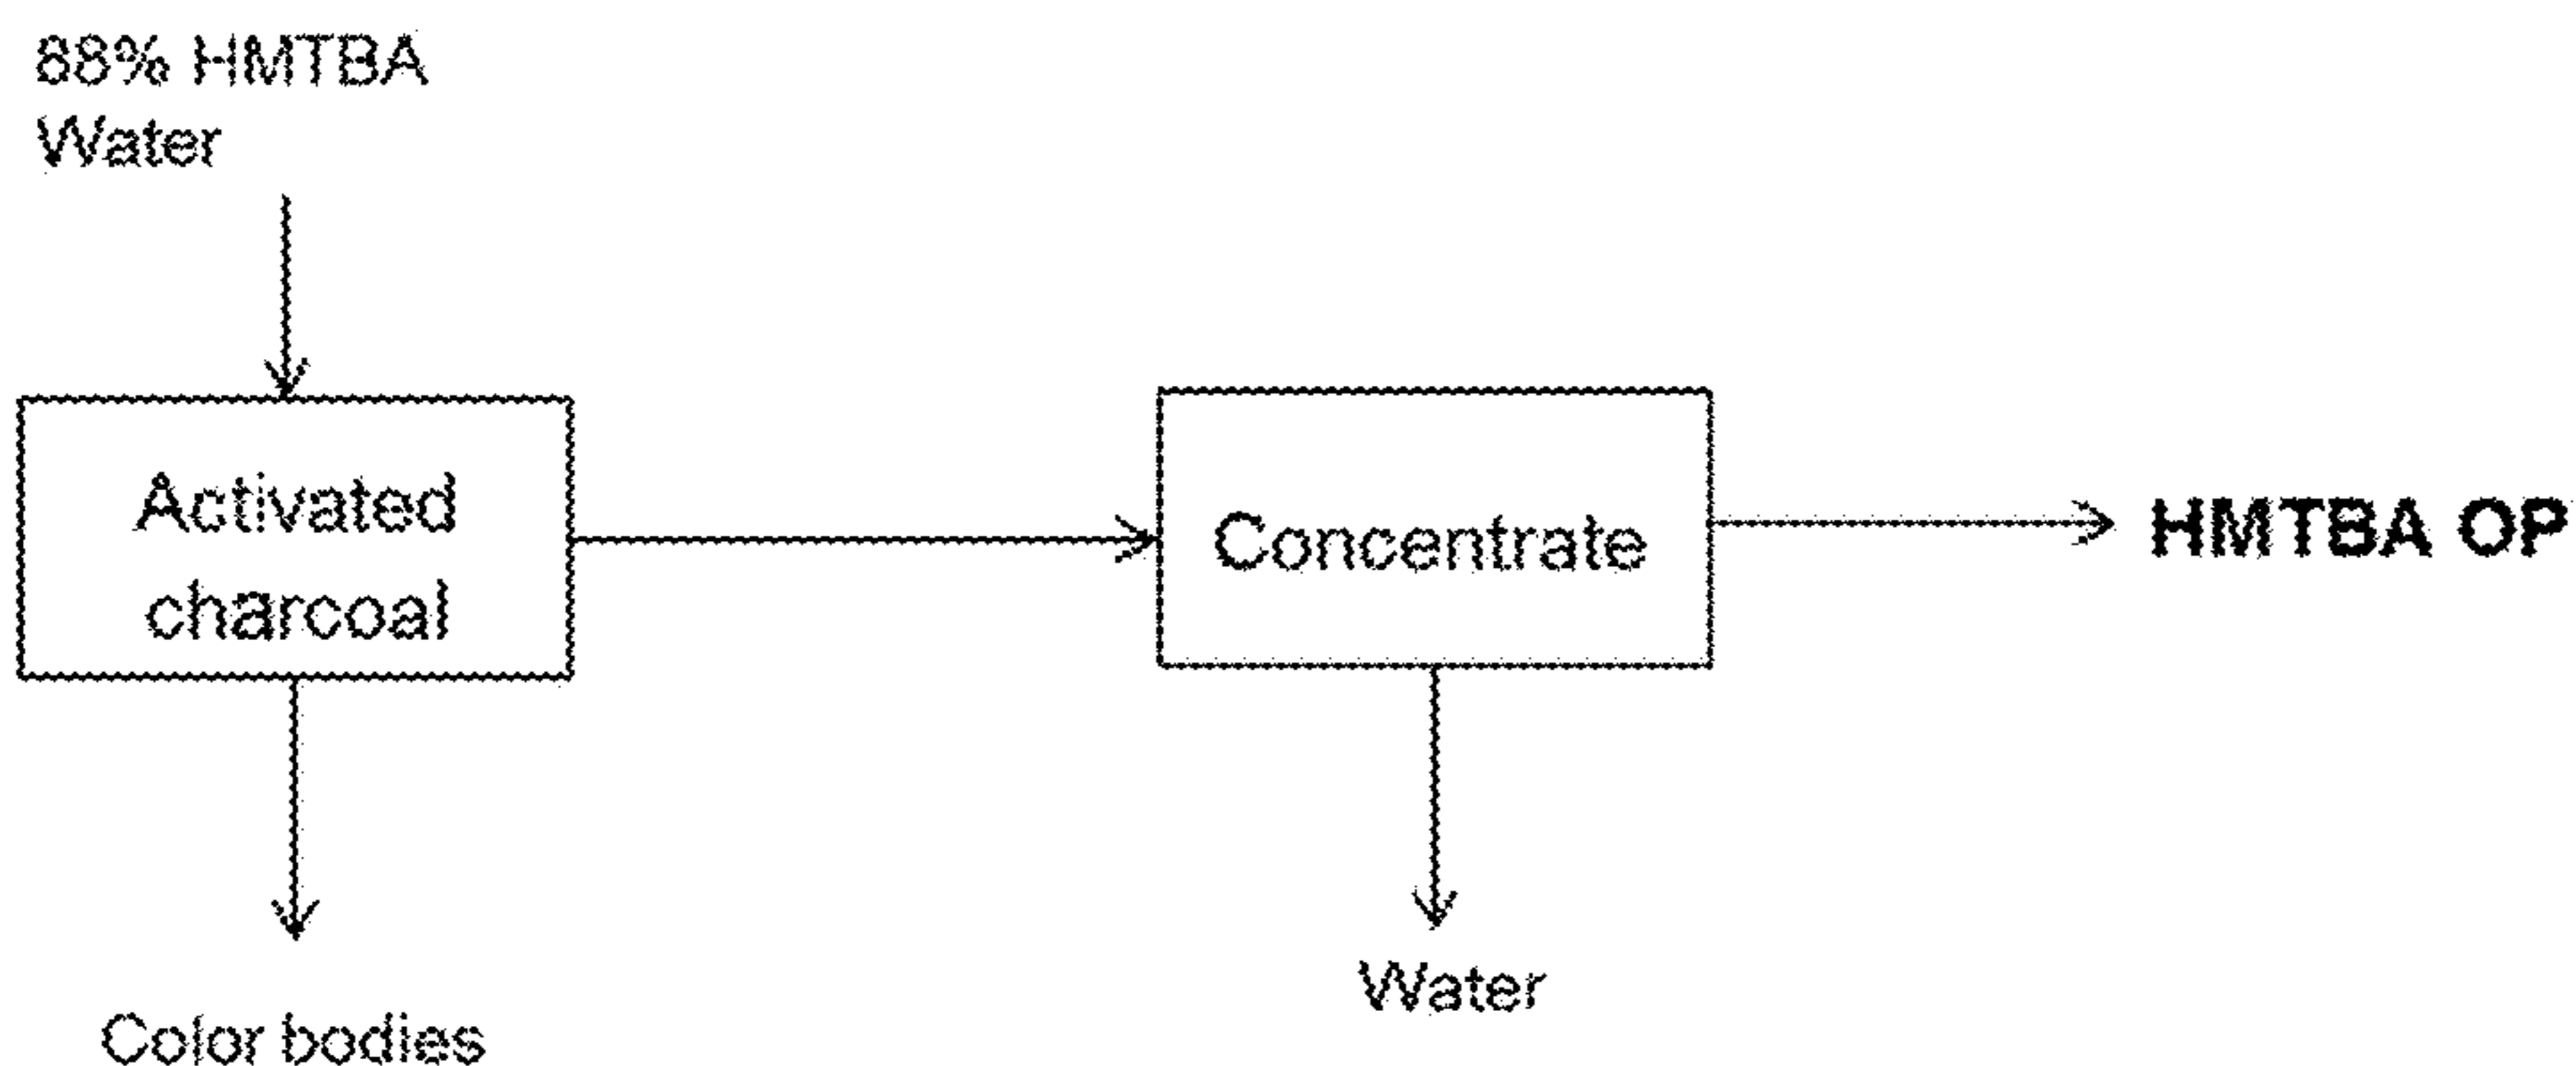 88% HMTBA
Water
Activated
charcoal
Concentrate
HMTBA OP
Water
Color bodies